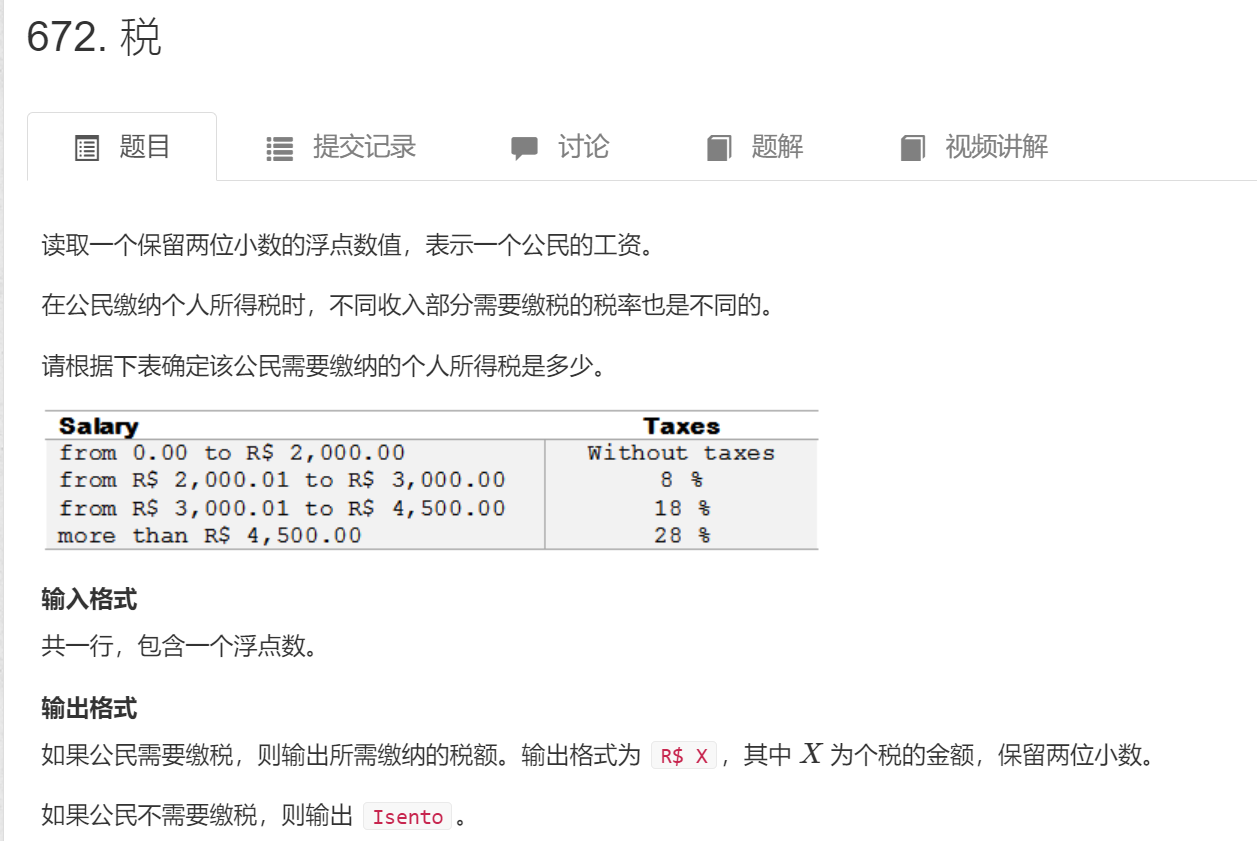 672. 税
题目 提交记录 讨论 题解 视频讲解
读取一个保留两位小数的浮点数值，表示一个公民的工资。
在公民缴纳个人所得税时，不同收入部分需要缴税的税率也是不同的。
请根据下表确定该公民需要缴纳的个人所得税是多少。
Salary Taxes
from 0.00 to R$ 2,000.00 Without taxes
from R$ 2,000.01 to R$ 3,000.00 8 %
from R$ 3,000.01 to R$ 4,500.00 18 %
more than R$ 4,500.00 28 %
输入格式
共一行，包含一个浮点数。
输出格式
如果公民需要缴税，则输出所需缴纳的税额。输出格式为 R$ X ，其中 X 为个税的金额，保留两位小数。
如果公民不需要缴税，则输出 Isento 。